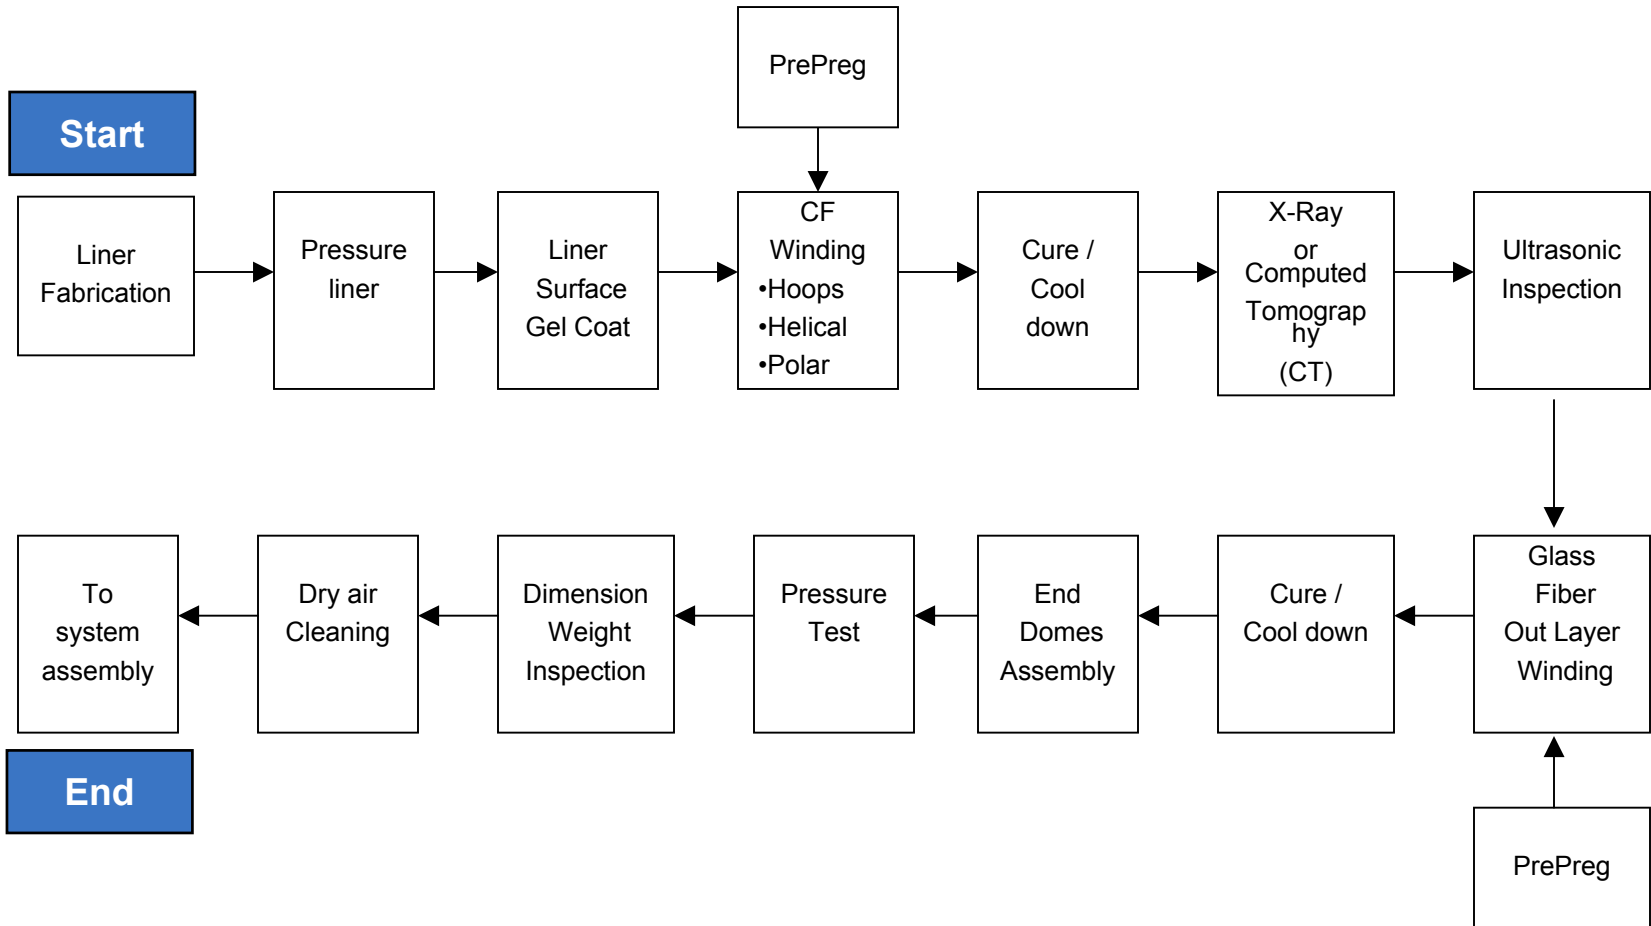 PrePreg
Start
Liner
Fabrication
Pressure
liner
Liner
Surface
Gel Coat
CF
Winding
•Hoops
•Helical
•Polar
Cure /
Cool
down
X-Ray
or
Computed
Tomograp
hy
(CT)
Ultrasonic
Inspection
To
system
assembly
Dry air
Cleaning
Dimension
Weight
Inspection
Pressure
Test
End
Domes
Assembly
Cure /
Cool down
Glass
Fiber
Out Layer
Winding
End
PrePreg